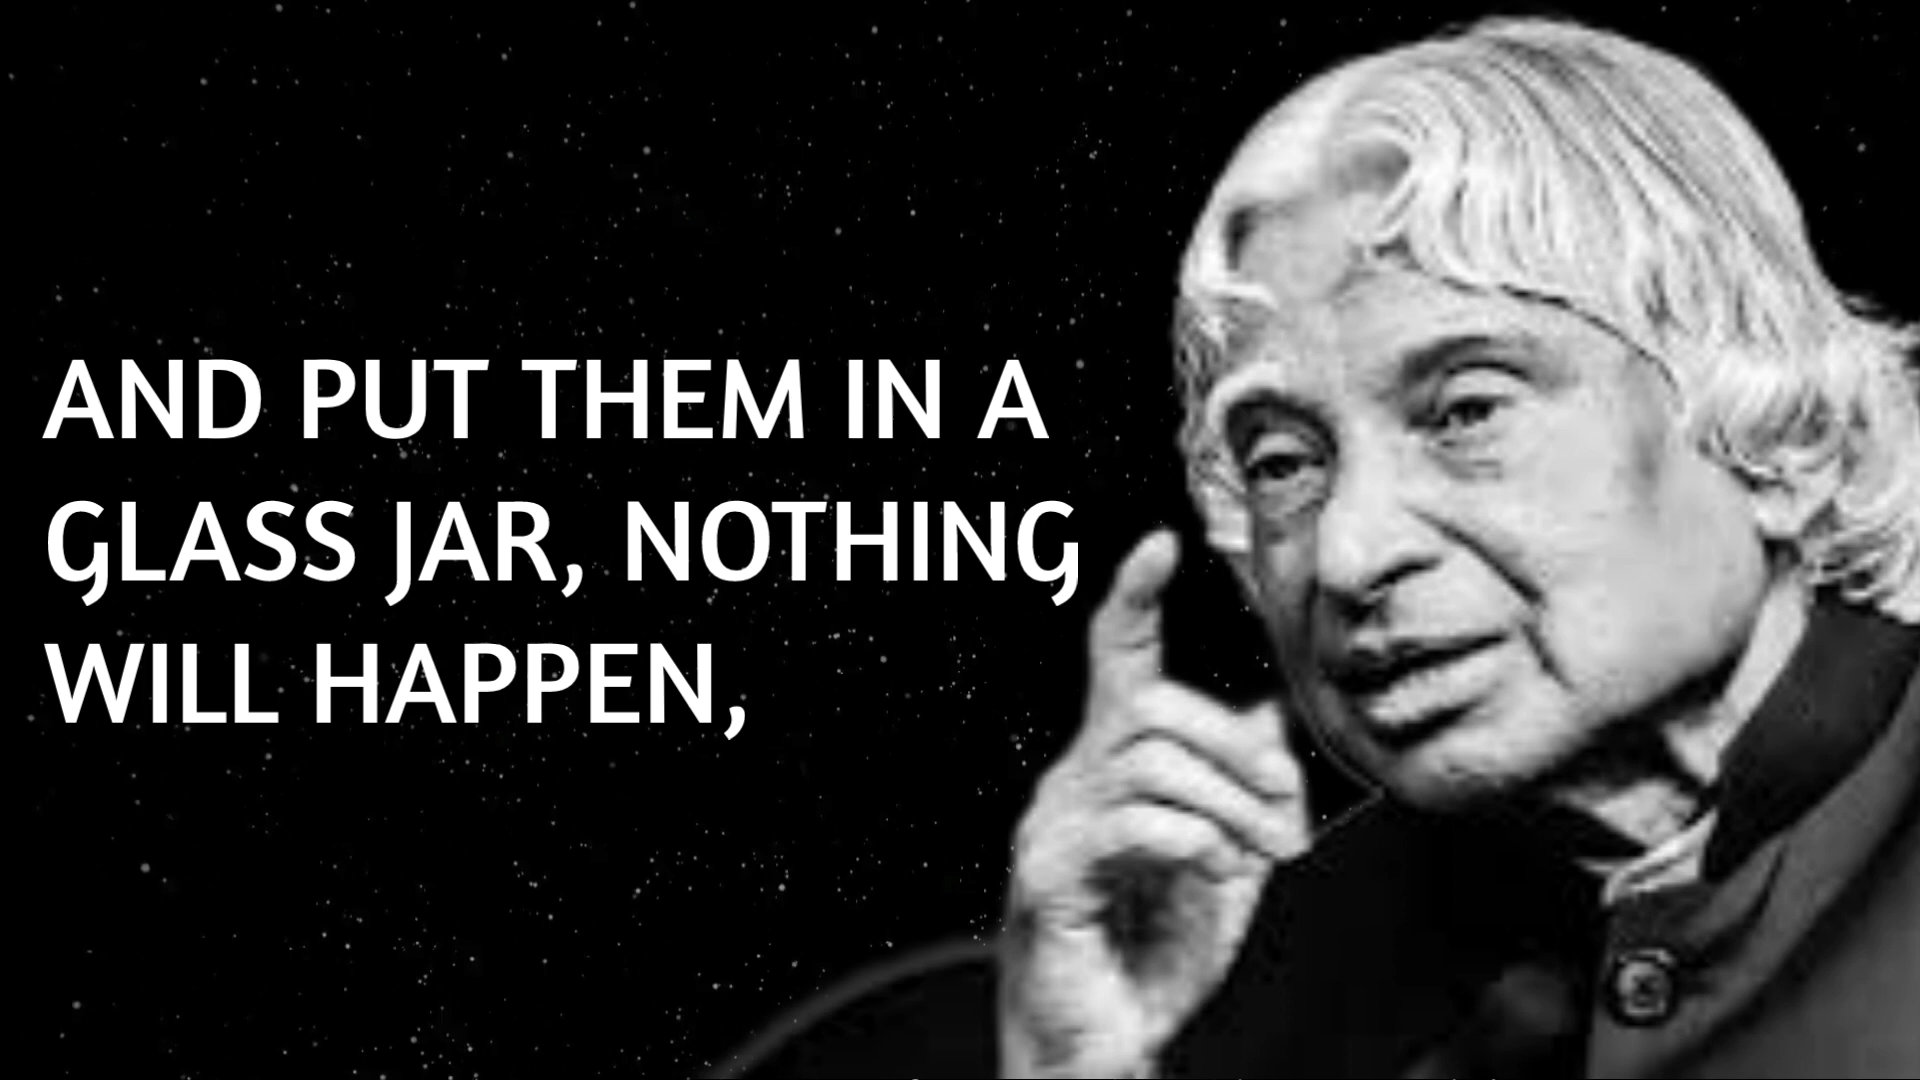 AND PUT THEM IN A
GLASS JAR, NOTHING
WILL HAPPEN,